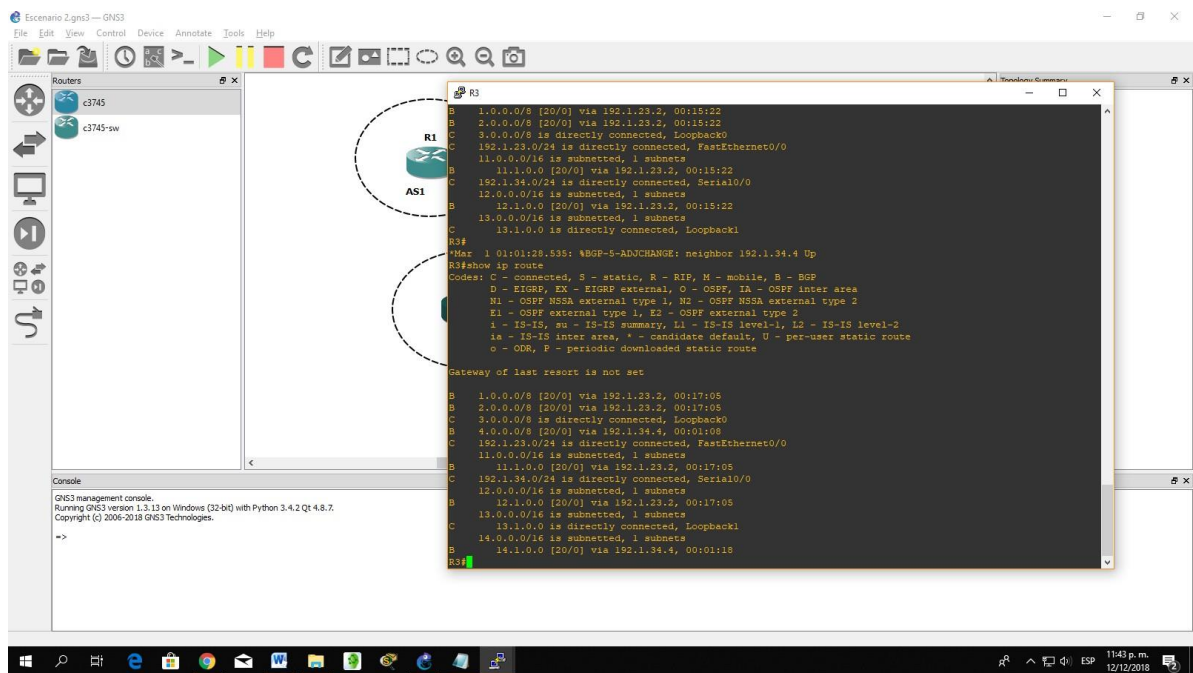 Escenario 2.gns3 — GNS3
File Edit View Control Device Annotate Tools Help
Routers
c3745
c3745-sw
R1
AS1
Topology Summary
R3
B 1.0.0.0/8 [20/0] via 192.1.23.2, 00:15:22
B 2.0.0.0/8 [20/0] via 192.1.23.2, 00:15:22
C 3.0.0.0/8 is directly connected, Loopback0
C 192.1.23.0/24 is directly connected, FastEthernet0/0
11.0.0.0/16 is subnetted, 1 subnets
B 11.1.0.0 [20/0] via 192.1.23.2, 00:15:22
C 192.1.34.0/24 is directly connected, Serial0/0
12.0.0.0/16 is subnetted, 1 subnets
B 12.1.0.0 [20/0] via 192.1.23.2, 00:15:22
13.0.0.0/16 is subnetted, 1 subnets
C 13.1.0.0 is directly connected, Loopback1
R3#
*Mar 1 01:01:28.535: %BGP-5-ADJCHANGE: neighbor 192.1.34.4 Up
R3#show ip route
Codes: C - connected, S - static, R - RIP, M - mobile, B - BGP
D - EIGRP, EX - EIGRP external, O - OSPF, IA - OSPF inter area
N1 - OSPF NSSA external type 1, N2 - OSPF NSSA external type 2
E1 - OSPF external type 1, E2 - OSPF external type 2
i - IS-IS, su - IS-IS summary, L1 - IS-IS level-1, L2 - IS-IS level-2
ia - IS-IS inter area, * - candidate default, U - per-user static route
o - ODR, P - periodic downloaded static route
Gateway of last resort is not set
B 1.0.0.0/8 [20/0] via 192.1.23.2, 00:17:05
B 2.0.0.0/8 [20/0] via 192.1.23.2, 00:17:05
C 3.0.0.0/8 is directly connected, Loopback0
B 4.0.0.0/8 [20/0] via 192.1.34.4, 00:01:08
C 192.1.23.0/24 is directly connected, FastEthernet0/0
11.0.0.0/16 is subnetted, 1 subnets
B 11.1.0.0 [20/0] via 192.1.23.2, 00:17:05
C 192.1.34.0/24 is directly connected, Serial0/0
12.0.0.0/16 is subnetted, 1 subnets
B 12.1.0.0 [20/0] via 192.1.23.2, 00:17:05
13.0.0.0/16 is subnetted, 1 subnets
C 13.1.0.0 is directly connected, Loopback1
14.0.0.0/16 is subnetted, 1 subnets
B 14.1.0.0 [20/0] via 192.1.34.4, 00:01:18
R3#
Console
GNS3 management console.
Running GNS3 version 1.3.13 on Windows (32-bit) with Python 3.4.2 Qt 4.8.7.
Copyright (c) 2006-2018 GNS3 Technologies.
=>
ESP
11:43 p. m.
12/12/2018
2